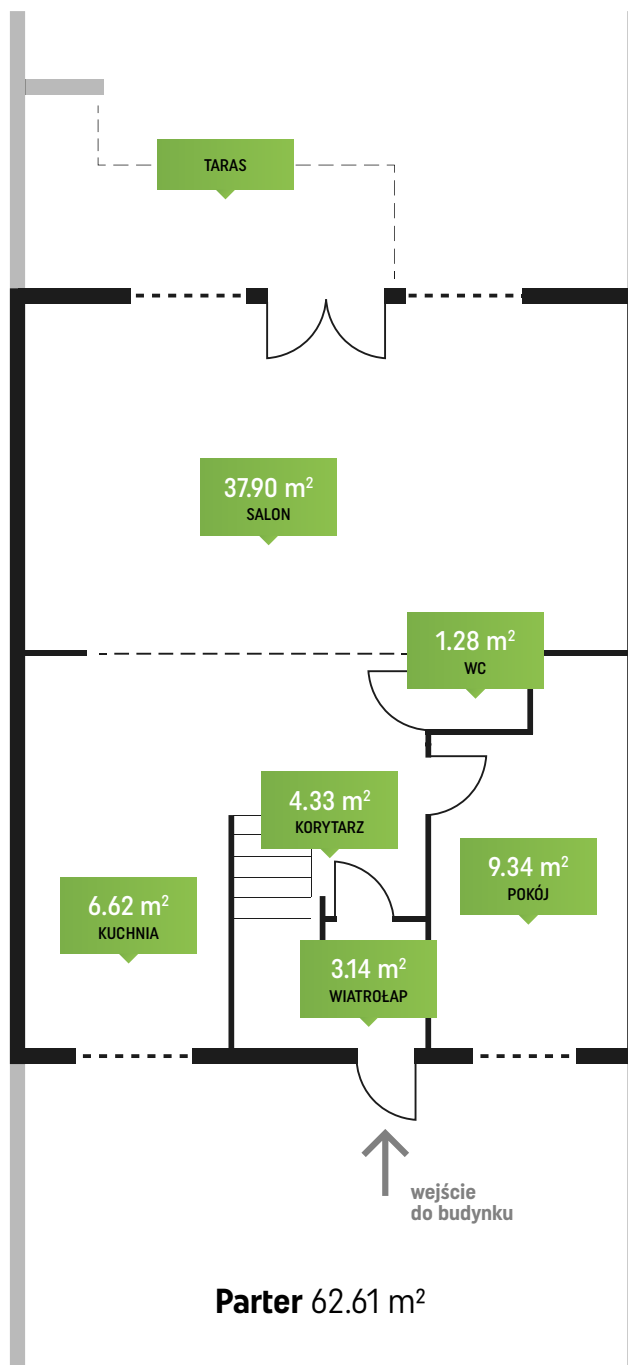 TARAS
37.90 m²
SALON
1.28 m²
WC
4.33 m²
KORYTARZ
9.34 m²
POKÓJ
6.62 m²
KUCHNIA
3.14 m²
WIATROŁAP
wejście
do budynku
Parter 62.61 m²